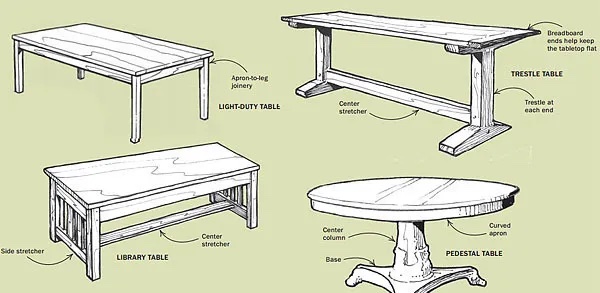 Apron-to-leg
joinery
LIGHT-DUTY TABLE
Breadboard
ends help keep
the tabletop flat
TRESTLE TABLE
Center
stretcher
Trestle at
each end
Side stretcher
Center
stretcher
LIBRARY TABLE
Center
column
Base
Curved
apron
PEDESTAL TABLE